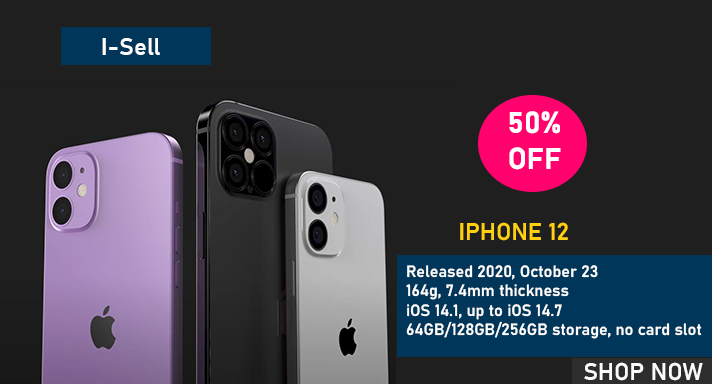 I-Sell
50%
OFF
IPHONE 12
Released 2020, October 23
164g, 7.4mm thickness
iOS 14.1, up to iOS 14.7
64GB/128GB/256GB storage, no card slot
SHOP NOW